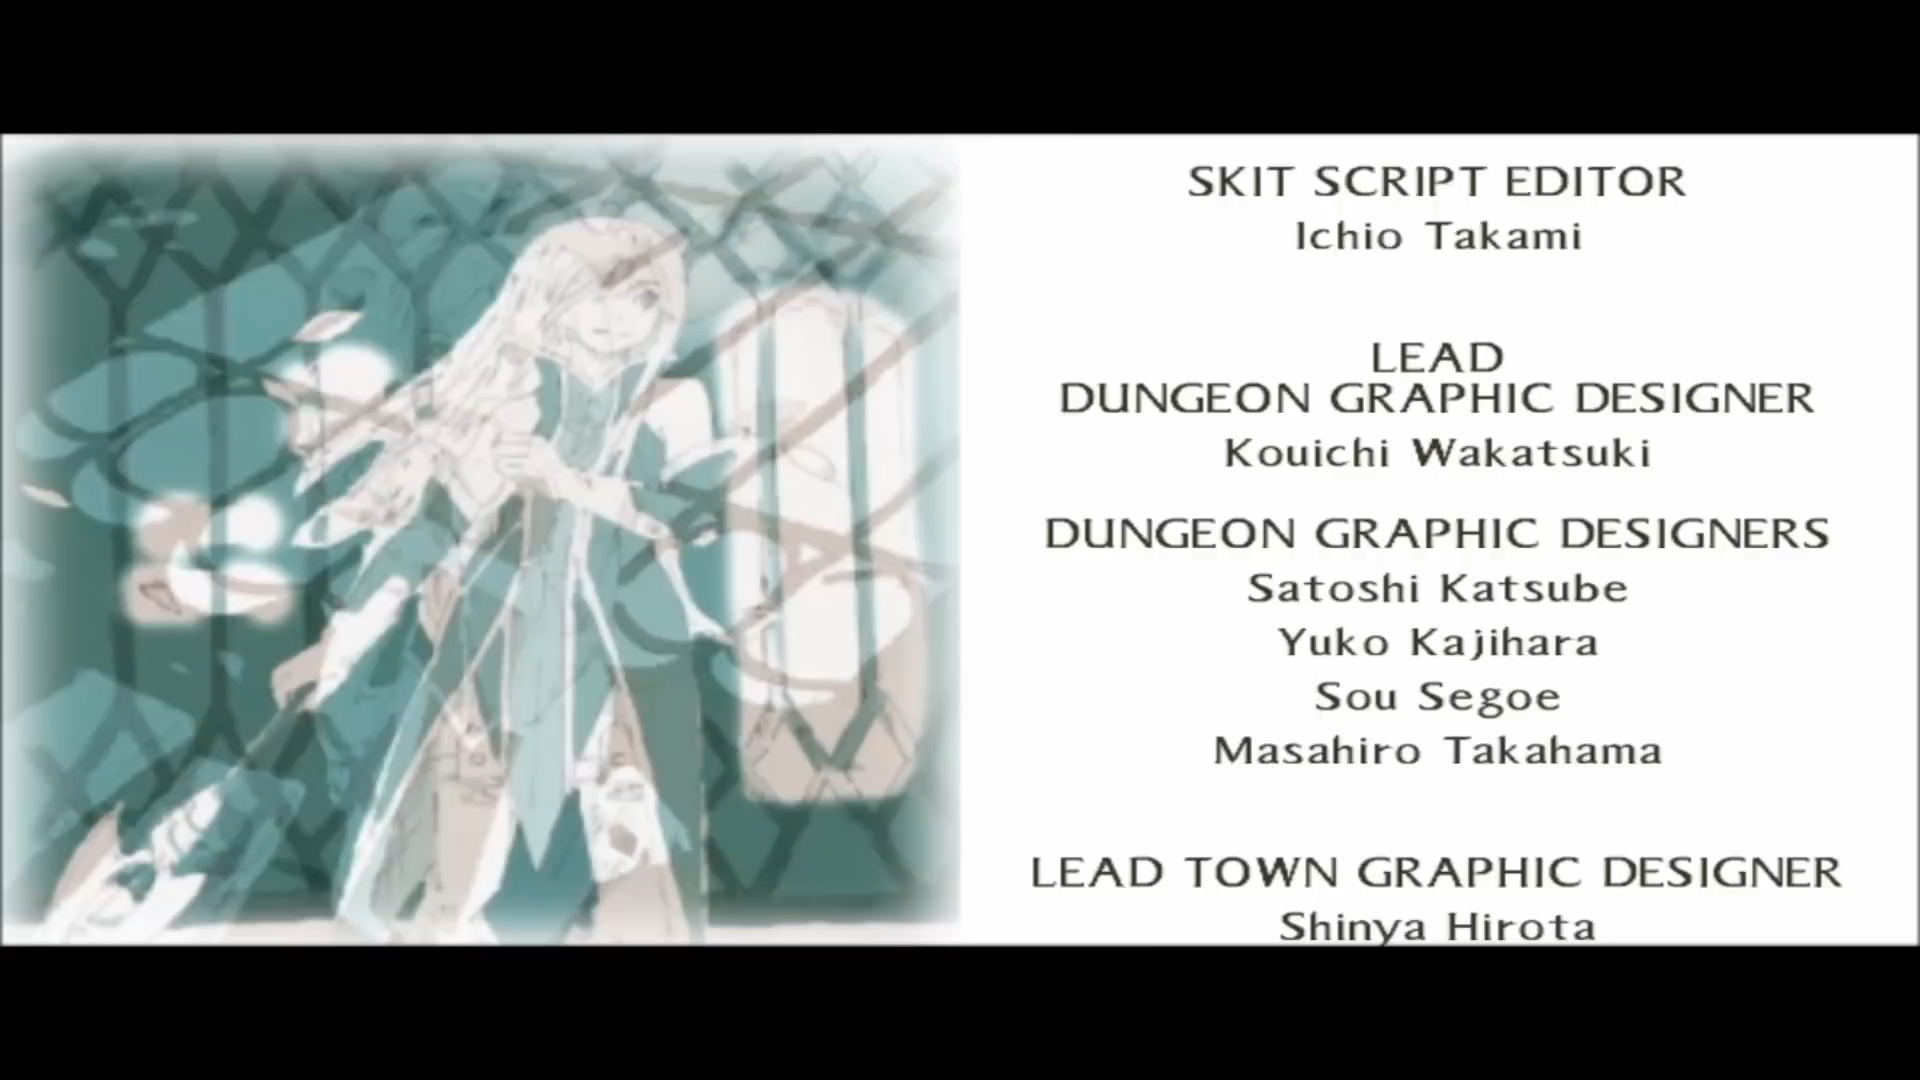 SKIT SCRIPT EDITOR
Ichio Takami
LEAD
DUNGEON GRAPHIC DESIGNER
Kouichi Wakatsuki
DUNGEON GRAPHIC DESIGNERS
Satoshi Katsube
Yuko Kajihara
Sou Segoe
Masahiro Takahama
LEAD TOWN GRAPHIC DESIGNER
Shinya Hirota